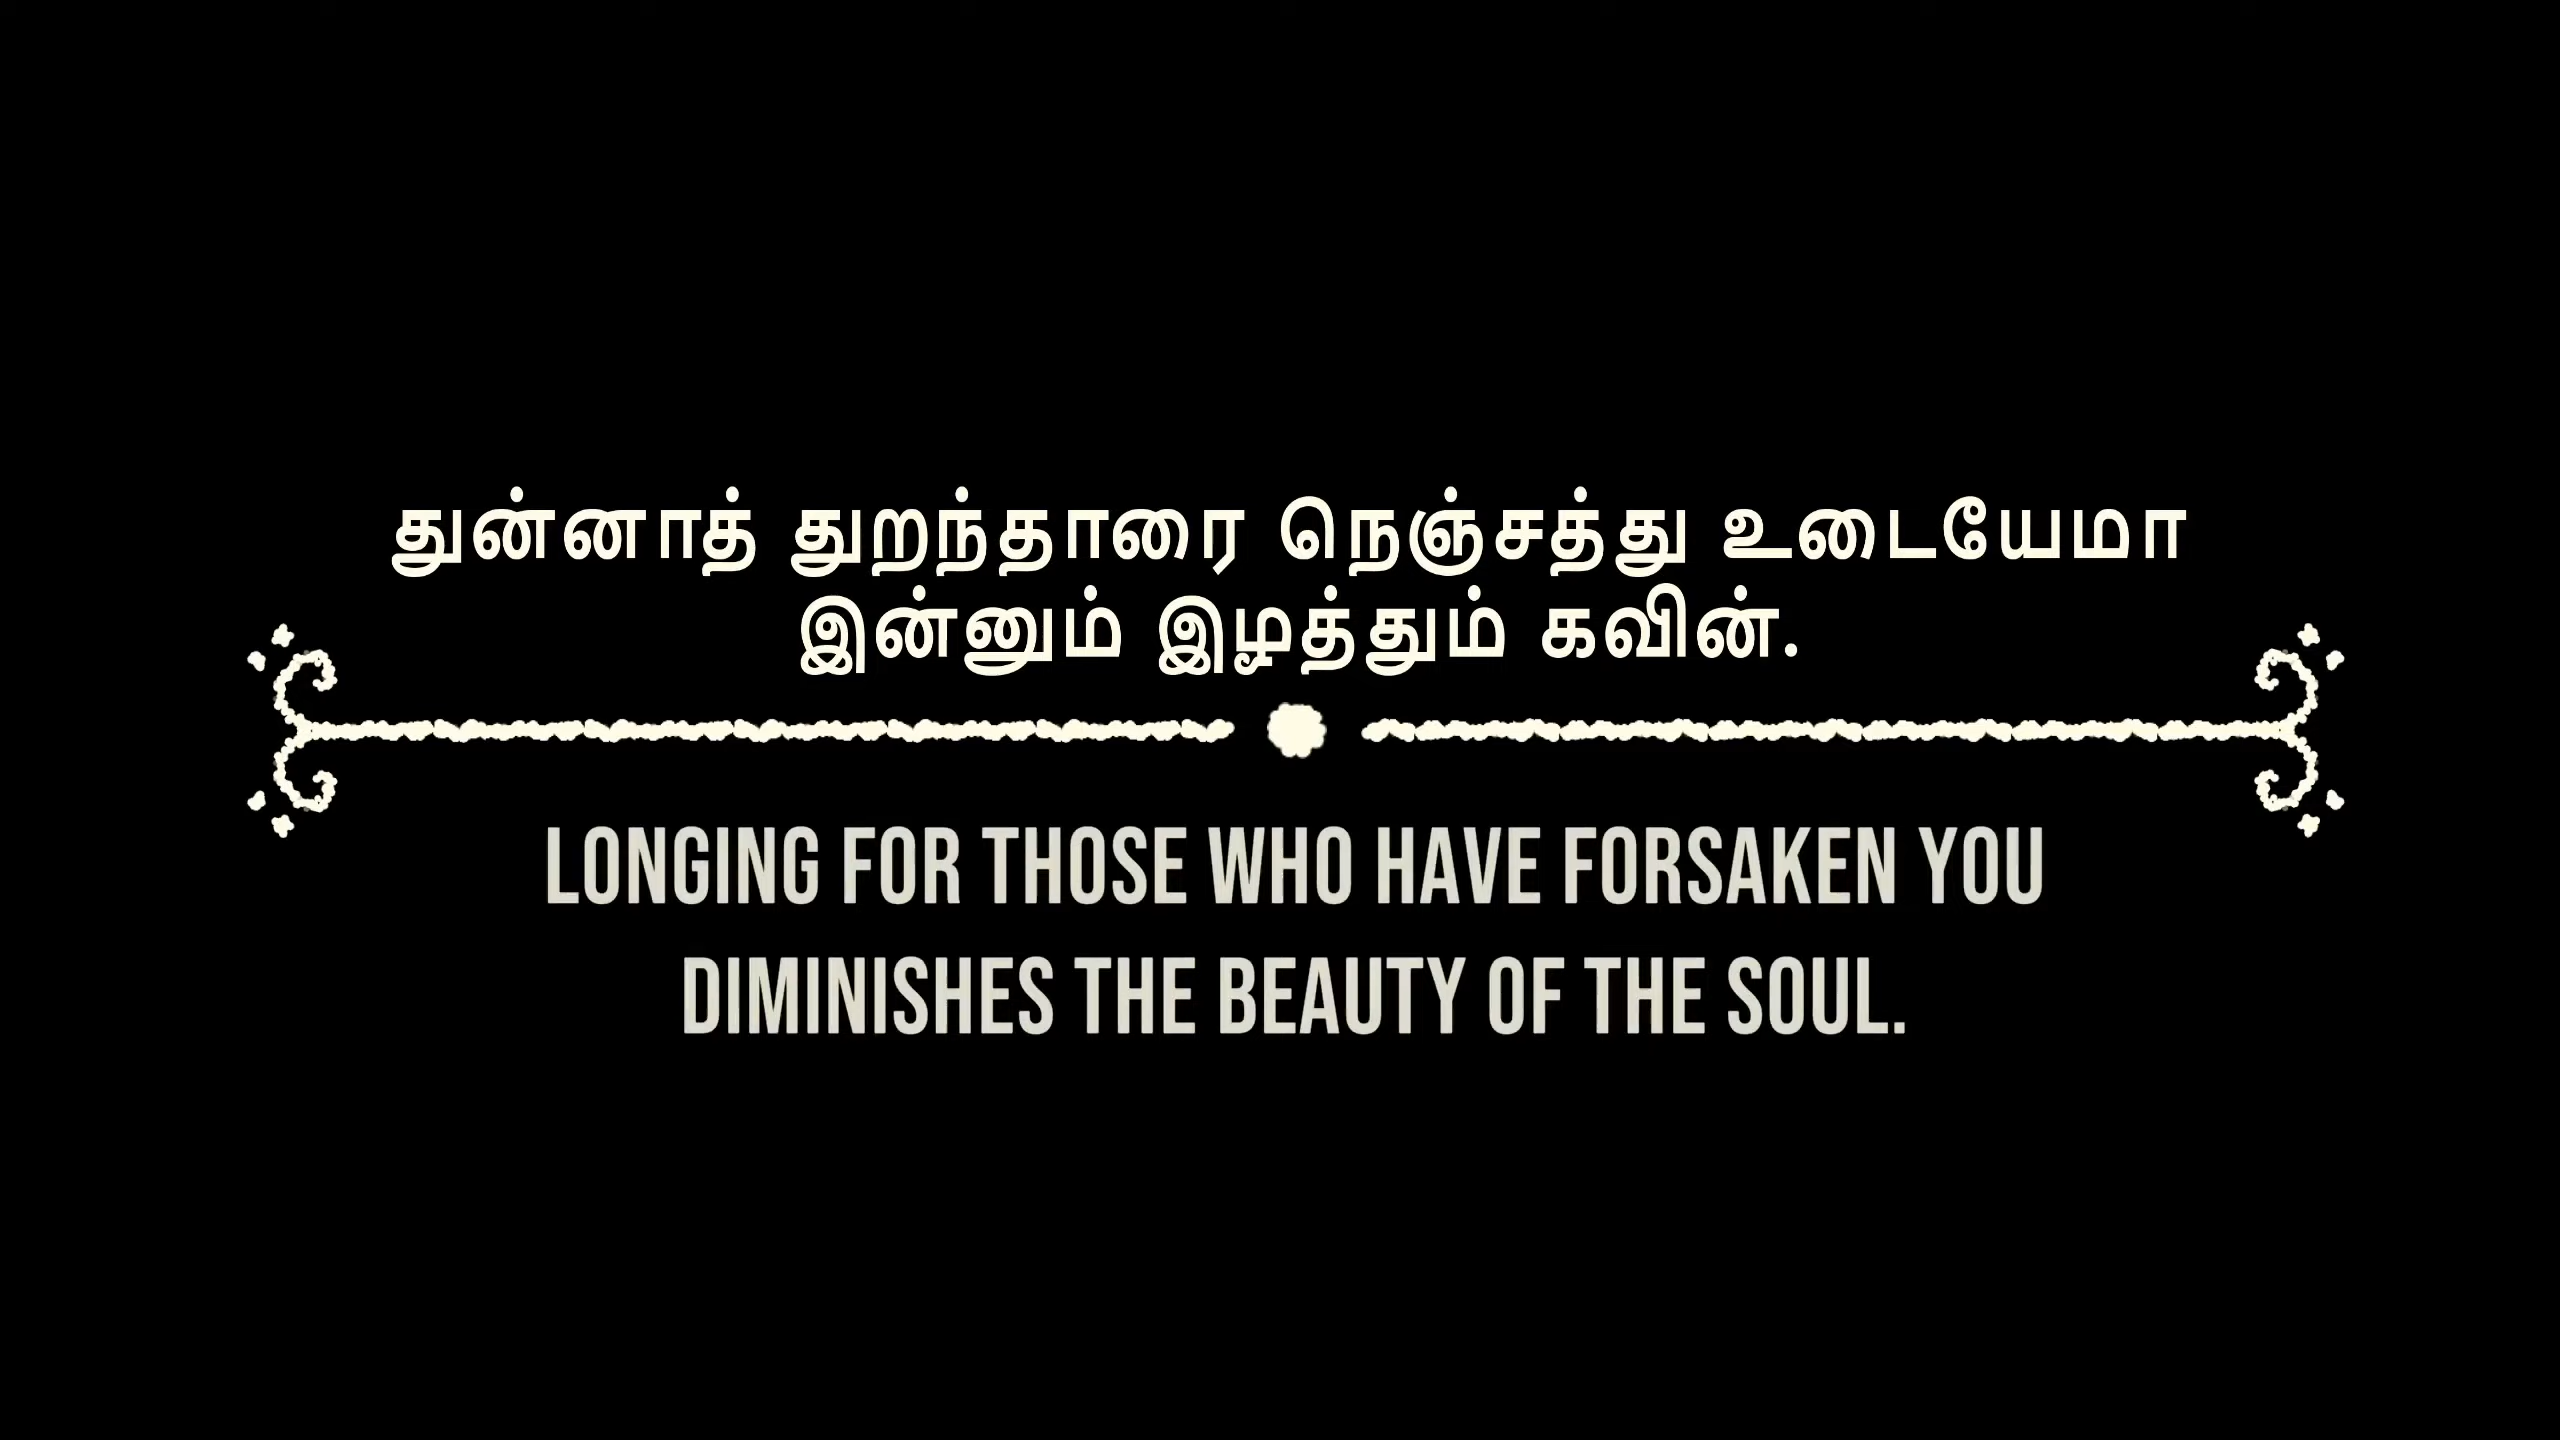 துன்னாத் துறந்தாரை நெஞ்சத்து உடையேமா
இன்னும் இழத்தும் கவின்.
LONGING FOR THOSE WHO HAVE FORSAKEN YOU
DIMINISHES THE BEAUTY OF THE SOUL.